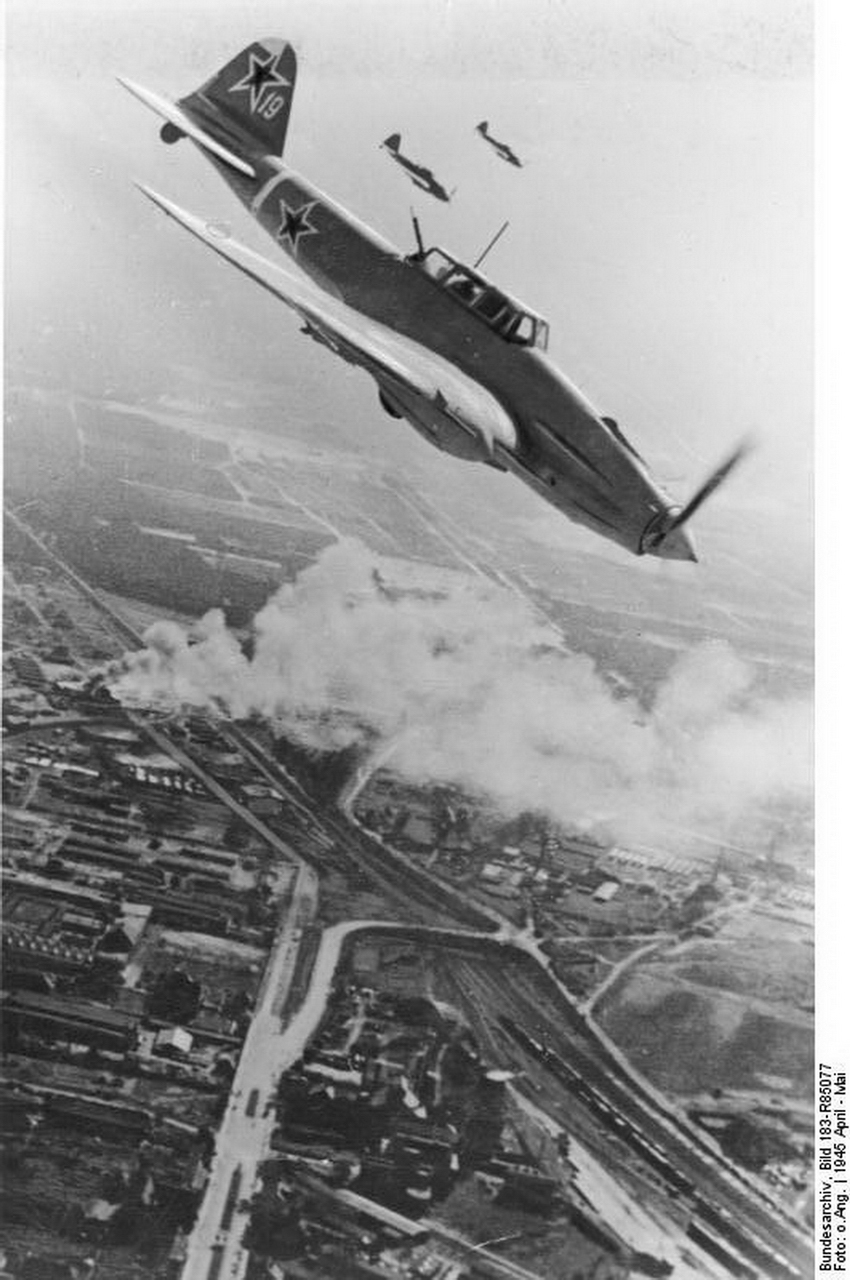 19
Bundesarchiv, Bild 183-R85077
Foto: o.Ang. | 1945 April - Mai